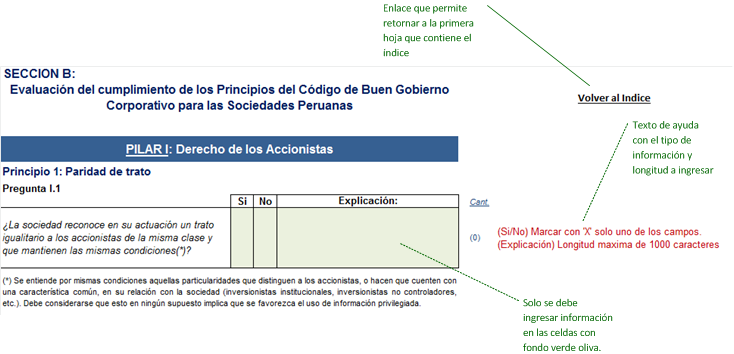 Enlace que permite
retornar a la primera
hoja que contiene el
indice
SECCION B:
Evaluación del cumplimiento de los Principios del Código de Buen Gobierno
Corporativo para las Sociedades Peruanas
Volver al Indice
Texto de ayuda
con el tipo de
información y
longitud a ingresar
PILAR I: Derecho de los Accionistas
Principio 1: Paridad de trato
Pregunta I.1
Si No Explicación: Cant.
¿La sociedad reconoce en su actuación un trato
igualitario a los accionistas de la misma clase y
que mantienen las mismas condiciones(*)?
(0)
(Si/No) Marcar con 'X' solo uno de los campos.
(Explicación) Longitud maxima de 1000 caracteres
(*) Se entiende por mismas condiciones aquellas particularidades que distinguen a los accionistas, o hacen que cuenten con
una característica común, en su relación con la sociedad (inversionistas institucionales, inversionistas no controladores,
etc.). Debe considerarse que esto en ningún supuesto implica que se favorezca el uso de información privilegiada.
Solo se debe
ingresar información
en las celdas con
fondo verde oliva.